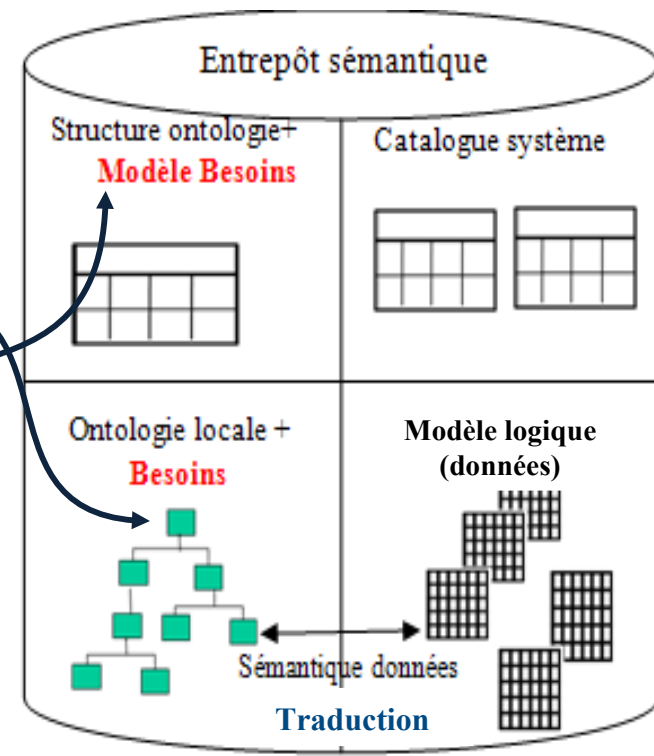 Entrepôt sémantique
Structure ontologie+
Modèle Besoins
Catalogue système
Ontologie locale +
Besoins
Modèle logique
(données)
Sémantique données
Traduction